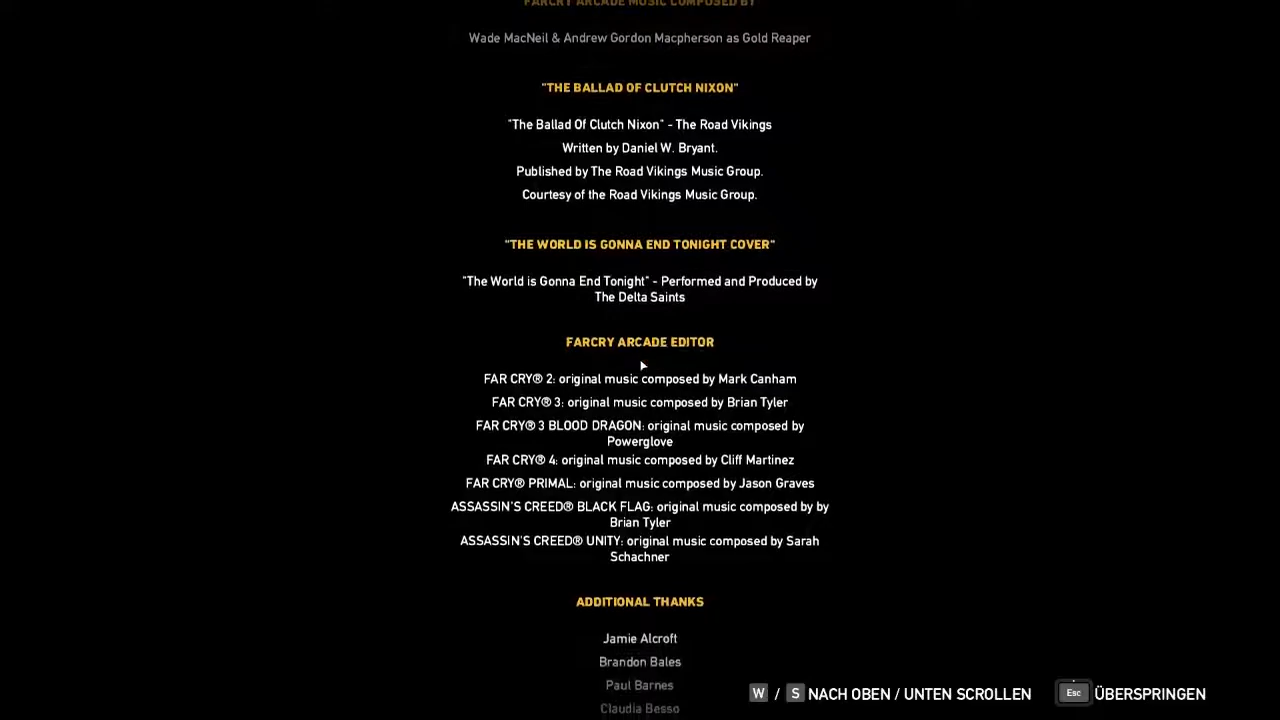 FARCRY ARCADE MUSIC COMPOSED BY
Wade MacNeil & Andrew Gordon Macpherson as Gold Reaper
"THE BALLAD OF CLUTCH NIXON"
"The Ballad Of Clutch Nixon" - The Road Vikings
Written by Daniel W. Bryant.
Published by The Road Vikings Music Group.
Courtesy of the Road Vikings Music Group.
"THE WORLD IS GONNA END TONIGHT COVER"
"The World is Gonna End Tonight" - Performed and Produced by
The Delta Saints
FARCRY ARCADE EDITOR
FAR CRY® 2: original music composed by Mark Canham
FAR CRY® 3: original music composed by Brian Tyler
FAR CRY® 3 BLOOD DRAGON: original music composed by
Powerglove
FAR CRY® 4: original music composed by Cliff Martinez
FAR CRY® PRIMAL: original music composed by Jason Graves
ASSASSIN'S CREED® BLACK FLAG: original music composed by by
Brian Tyler
ASSASSIN'S CREED® UNITY: original music composed by Sarah
Schachner
ADDITIONAL THANKS
Jamie Alcroft
Brandon Bales
Paul Barnes
Claudia Besso
W / S NACH OBEN / UNTEN SCROLLEN Esc ÜBERSPRINGEN